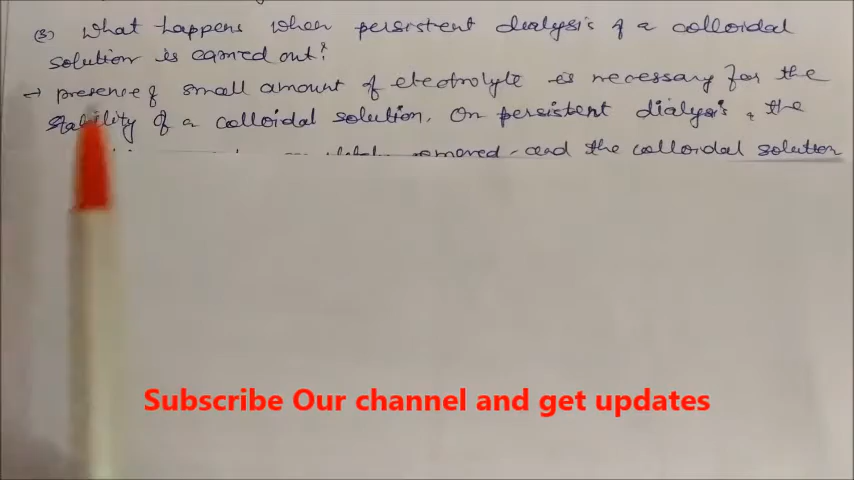 (3) What happens when persistent dialysis of a colloidal
solution is carried out?
→ presence of small amount of electrolyte is necessary for the
stability of a colloidal solution. On persistent dialysis, the
removed and the colloidal solution
Subscribe Our channel and get updates